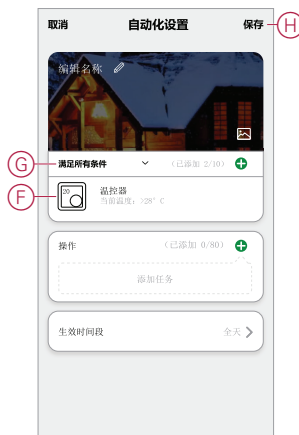 取消 自动化设置 保存 H
编辑名称
G 满足所有条件 (已添加 2/10)
F 20 温控器
当前温度: >28° C
操作 (已添加 0/80)
添加任务
生效时间段 全天